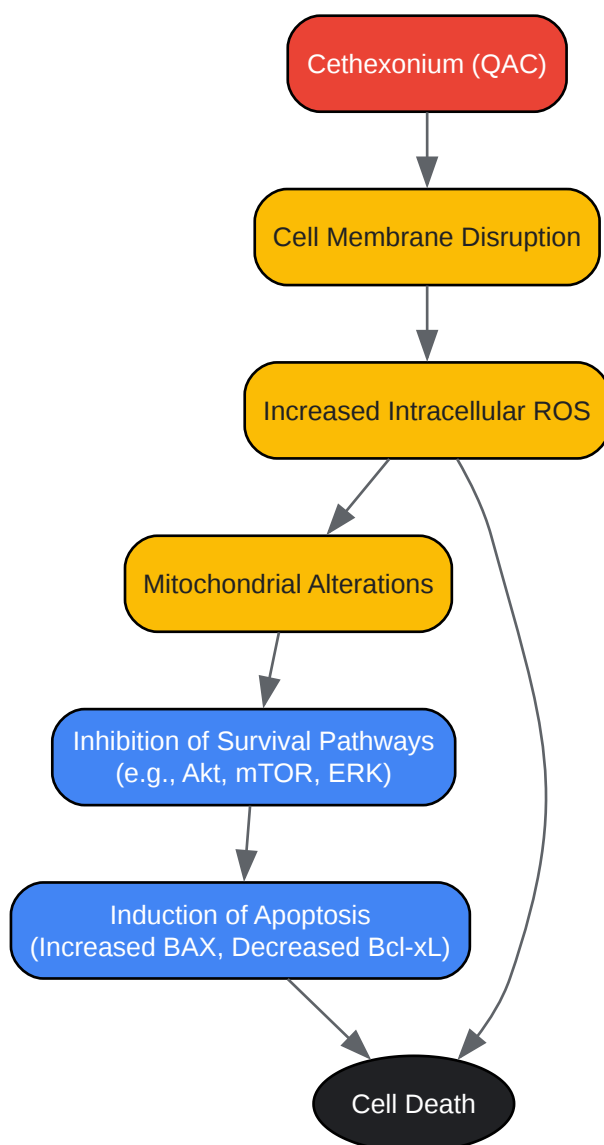 Cethexonium (QAC)
Cell Membrane Disruption
Increased Intracellular ROS
Mitochondrial Alterations
Inhibition of Survival Pathways
(e.g., Akt, mTOR, ERK)
Induction of Apoptosis
(Increased BAX, Decreased Bcl-xL)
Cell Death